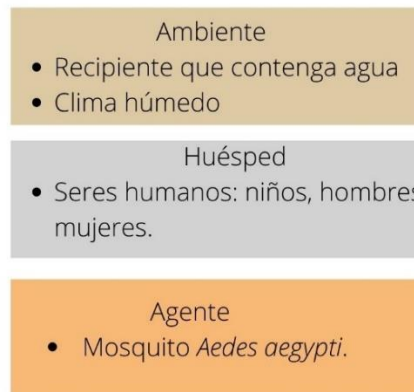 Ambiente
• Recipiente que contenga agua
• Clima húmedo
Huésped
• Seres humanos: niños, hombres
mujeres.
Agente
• Mosquito Aedes aegypti.